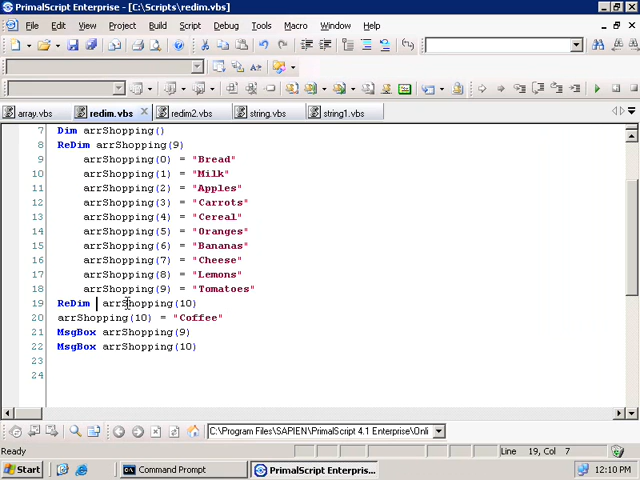 PrimalScript Enterprise - [C:\Scripts\redim.vbs]
File Edit View Project Build Script Debug Tools Macro Window Help
array.vbs redim.vbs redim2.vbs string.vbs string1.vbs
7 Dim arrShopping()
8 ReDim arrShopping(9)
9 arrShopping(0) = "Bread"
10 arrShopping(1) = "Milk"
11 arrShopping(2) = "Apples"
12 arrShopping(3) = "Carrots"
13 arrShopping(4) = "Cereal"
14 arrShopping(5) = "Oranges"
15 arrShopping(6) = "Bananas"
16 arrShopping(7) = "Cheese"
17 arrShopping(8) = "Lemons"
18 arrShopping(9) = "Tomatoes"
19 ReDim arrShopping(10)
20 arrShopping(10) = "Coffee"
21 MsgBox arrShopping(9)
22 MsgBox arrShopping(10)
23
24
C:\Program Files\SAPIEN\PrimalScript 4.1 Enterprise\Onli
Ready Line 19, Col 7
Start Command Prompt PrimalScript Enterpris... 12:10 PM